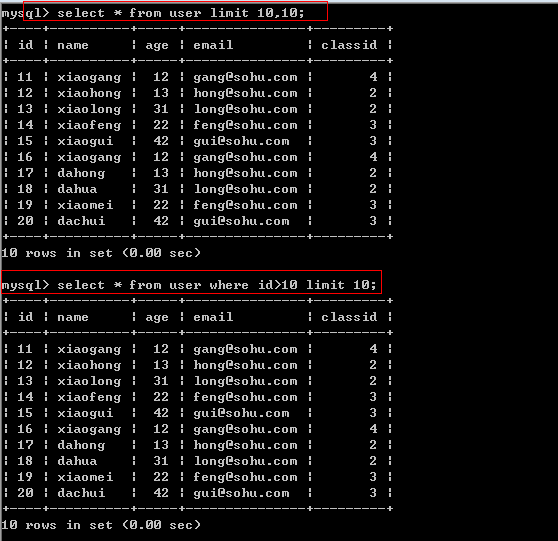 mysql> select * from user limit 10,10;
+----+----------+------+----------------+---------+
| id | name     | age  | email          | classid |
+----+----------+------+----------------+---------+
| 11 | xiaogang |   12 | gang@sohu.com  |       4 |
| 12 | xiaohong |   13 | hong@sohu.com  |       2 |
| 13 | xiaolong |   31 | long@sohu.com  |       2 |
| 14 | xiaofeng |   22 | feng@sohu.com  |       3 |
| 15 | xiaogui  |   42 | gui@sohu.com   |       3 |
| 16 | xiaogang |   12 | gang@sohu.com  |       4 |
| 17 | dahong   |   13 | hong@sohu.com  |       2 |
| 18 | dahua    |   31 | long@sohu.com  |       2 |
| 19 | xiaomei  |   22 | feng@sohu.com  |       3 |
| 20 | dachui   |   42 | gui@sohu.com   |       3 |
+----+----------+------+----------------+---------+
10 rows in set (0.00 sec)
mysql> select * from user where id>10 limit 10;
+----+----------+------+----------------+---------+
| id | name     | age  | email          | classid |
+----+----------+------+----------------+---------+
| 11 | xiaogang |   12 | gang@sohu.com  |       4 |
| 12 | xiaohong |   13 | hong@sohu.com  |       2 |
| 13 | xiaolong |   31 | long@sohu.com  |       2 |
| 14 | xiaofeng |   22 | feng@sohu.com  |       3 |
| 15 | xiaogui  |   42 | gui@sohu.com   |       3 |
| 16 | xiaogang |   12 | gang@sohu.com  |       4 |
| 17 | dahong   |   13 | hong@sohu.com  |       2 |
| 18 | dahua    |   31 | long@sohu.com  |       2 |
| 19 | xiaomei  |   22 | feng@sohu.com  |       3 |
| 20 | dachui   |   42 | gui@sohu.com   |       3 |
+----+----------+------+----------------+---------+
10 rows in set (0.00 sec)